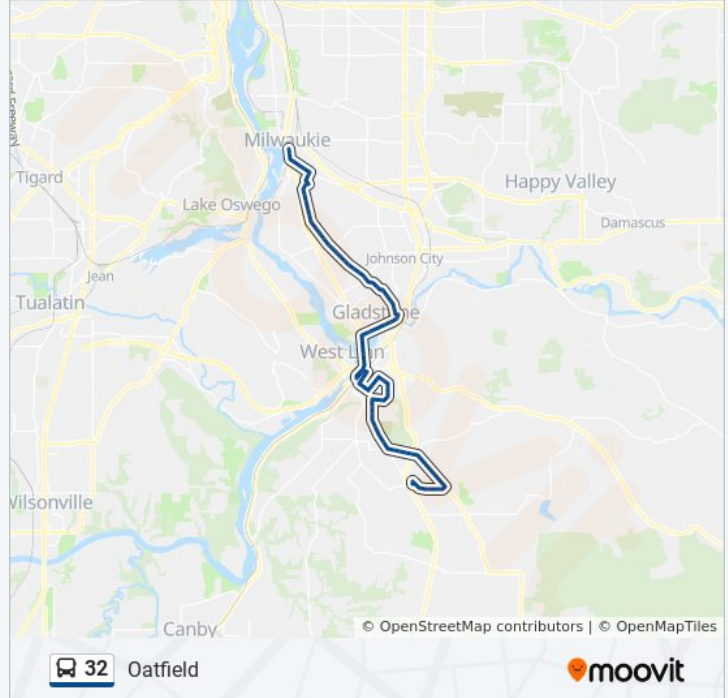 Milwaukie
Tigard
Happy Valley
Lake Oswego
Damascus
Johnson City
Jean
Tualatin
Gladstone
West Linn
Wilsonville
Canby
© OpenStreetMap contributors | © OpenMapTiles
32 Oatfield
moovit